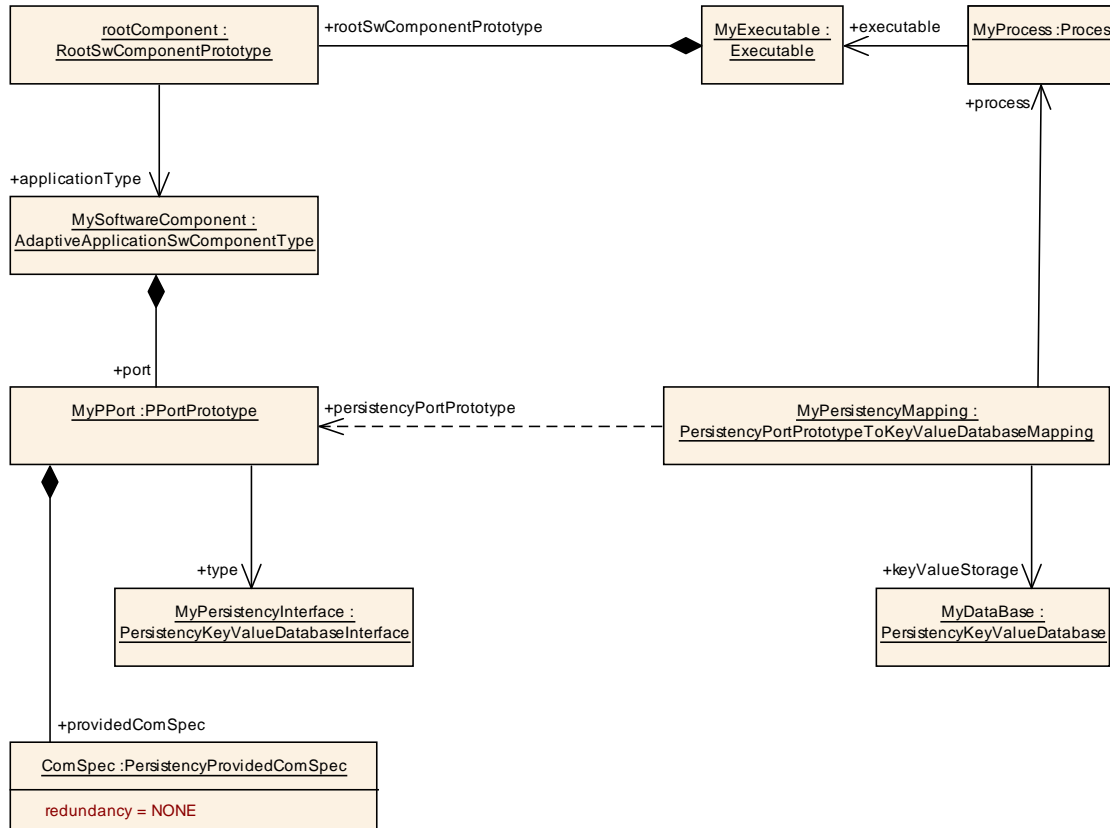 rootComponent :
RootSwComponentPrototype
+rootSwComponentPrototype
MyExecutable :
Executable
+executable
MyProcess :Proces
+process
+applicationType
MySoftwareComponent :
AdaptiveApplicationSwComponentType
+port
MyPPort :PPortPrototype
+persistencyPortPrototype
MyPersistencyMapping :
PersistencyPortPrototypeToKeyValueDatabaseMapping
+type
+keyValueStorage
MyPersistencyInterface :
PersistencyKeyValueDatabaseInterface
MyDataBase :
PersistencyKeyValueDatabase
+providedComSpec
ComSpec :PersistencyProvidedComSpec
redundancy = NONE